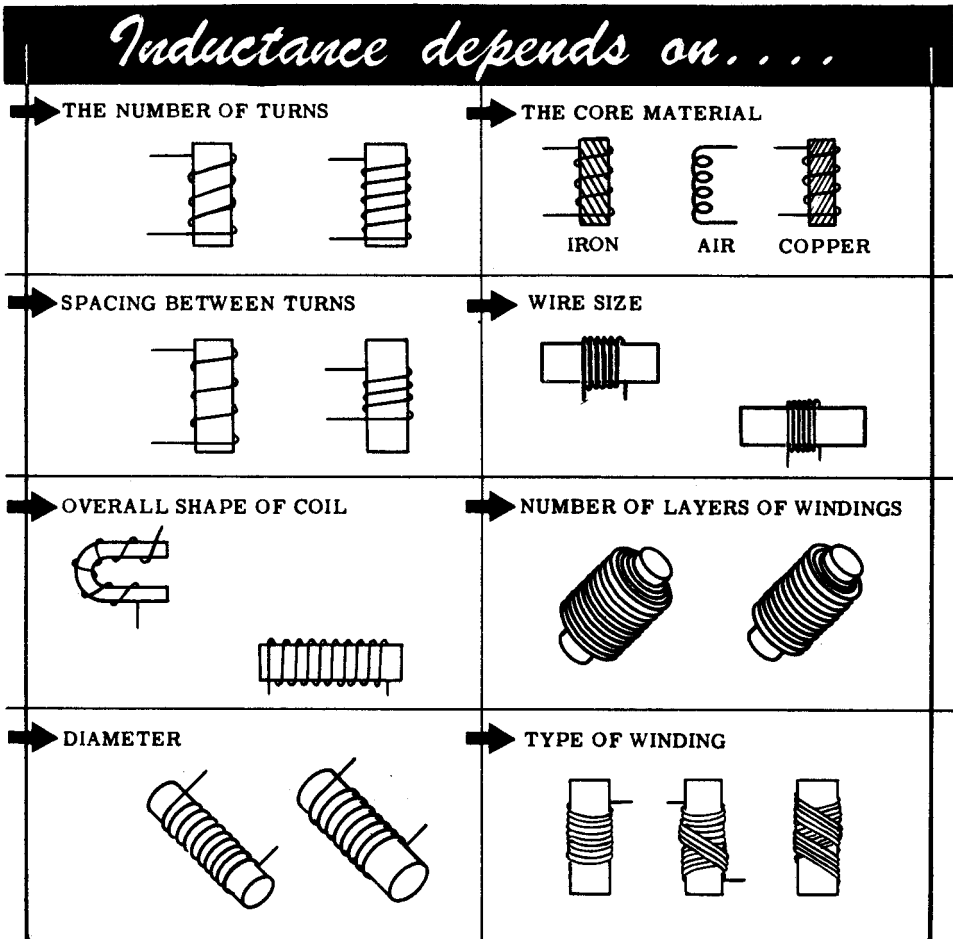 Inductance depends on....
THE NUMBER OF TURNS
THE CORE MATERIAL
IRON
AIR
COPPER
SPACING BETWEEN TURNS
WIRE SIZE
OVERALL SHAPE OF COIL
NUMBER OF LAYERS OF WINDINGS
DIAMETER
TYPE OF WINDING